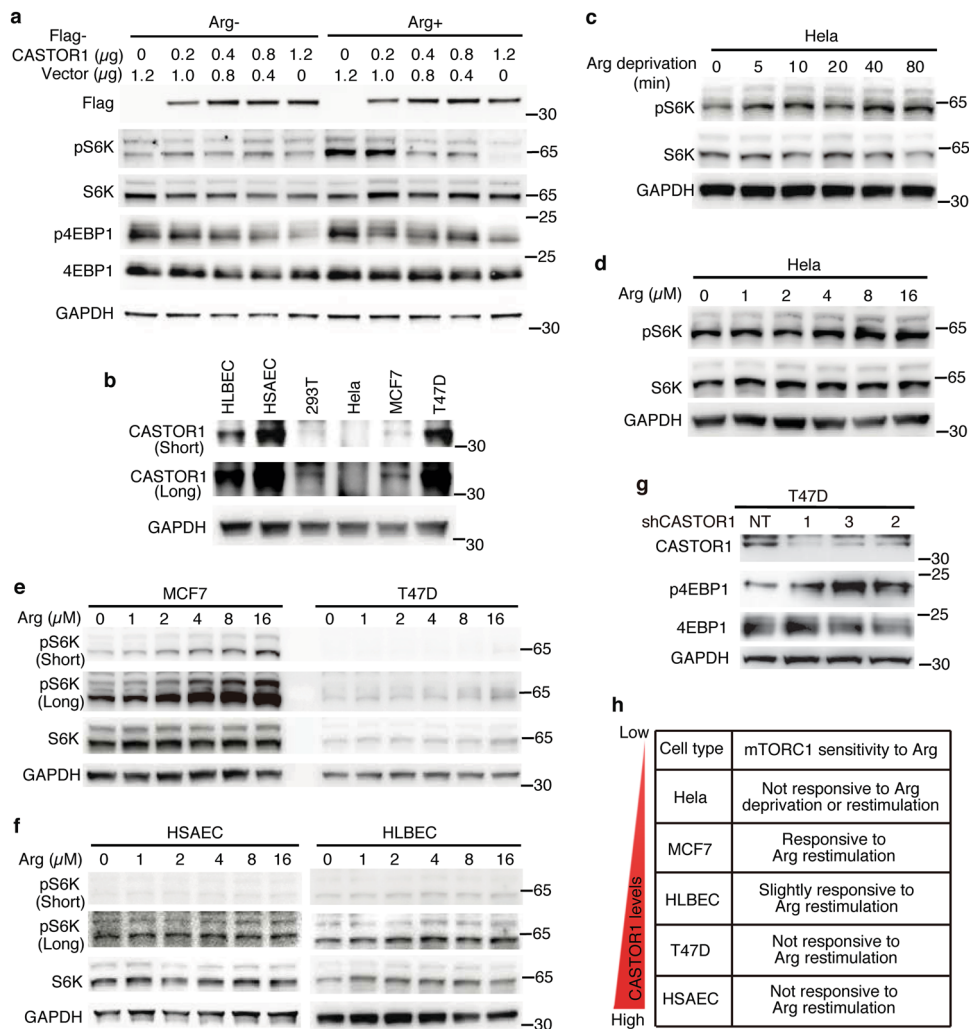 a
Flag-
Arg-
Arg+
CASTOR1 (µg)
0 0.2 0.4 0.8 1.2 0 0.2 0.4 0.8 1.2
Vector (µg)
1.2 1.0 0.8 0.4 0 1.2 1.0 0.8 0.4 0
Flag
30
pS6K
65
S6K
65
25
p4EBP1
25
4EBP1
GAPDH
30
b
HLBEC
HSAEC
293T
Hela
MCF7
T47D
CASTOR1
(Short)
30
CASTOR1
(Long)
30
GAPDH
30
c
Hela
Arg deprivation
(min)
0 5 10 20 40 80
pS6K
65
S6K
65
GAPDH
30
d
Hela
Arg (µM)
0 1 2 4 8 16
pS6K
65
S6K
65
GAPDH
30
e
MCF7
T47D
Arg (µM)
0 1 2 4 8 16 0 1 2 4 8 16
pS6K
(Short)
65
pS6K
(Long)
65
S6K
65
GAPDH
30
f
HSAEC
HLBEC
Arg (µM)
0 1 2 4 8 16 0 1 2 4 8 16
pS6K
(Short)
65
pS6K
(Long)
65
S6K
65
GAPDH
30
g
T47D
shCASTOR1
NT 1 3 2
CASTOR1
30
25
p4EBP1
25
4EBP1
GAPDH
30
h
Low
CASTOR1 levels
High
Cell type
mTORC1 sensitivity to Arg
Hela
Not responsive to Arg
deprivation or restimulation
MCF7
Responsive to
Arg restimulation
HLBEC
Slightly responsive to
Arg restimulation
T47D
Not responsive to
Arg restimulation
HSAEC
Not responsive to
Arg restimulation